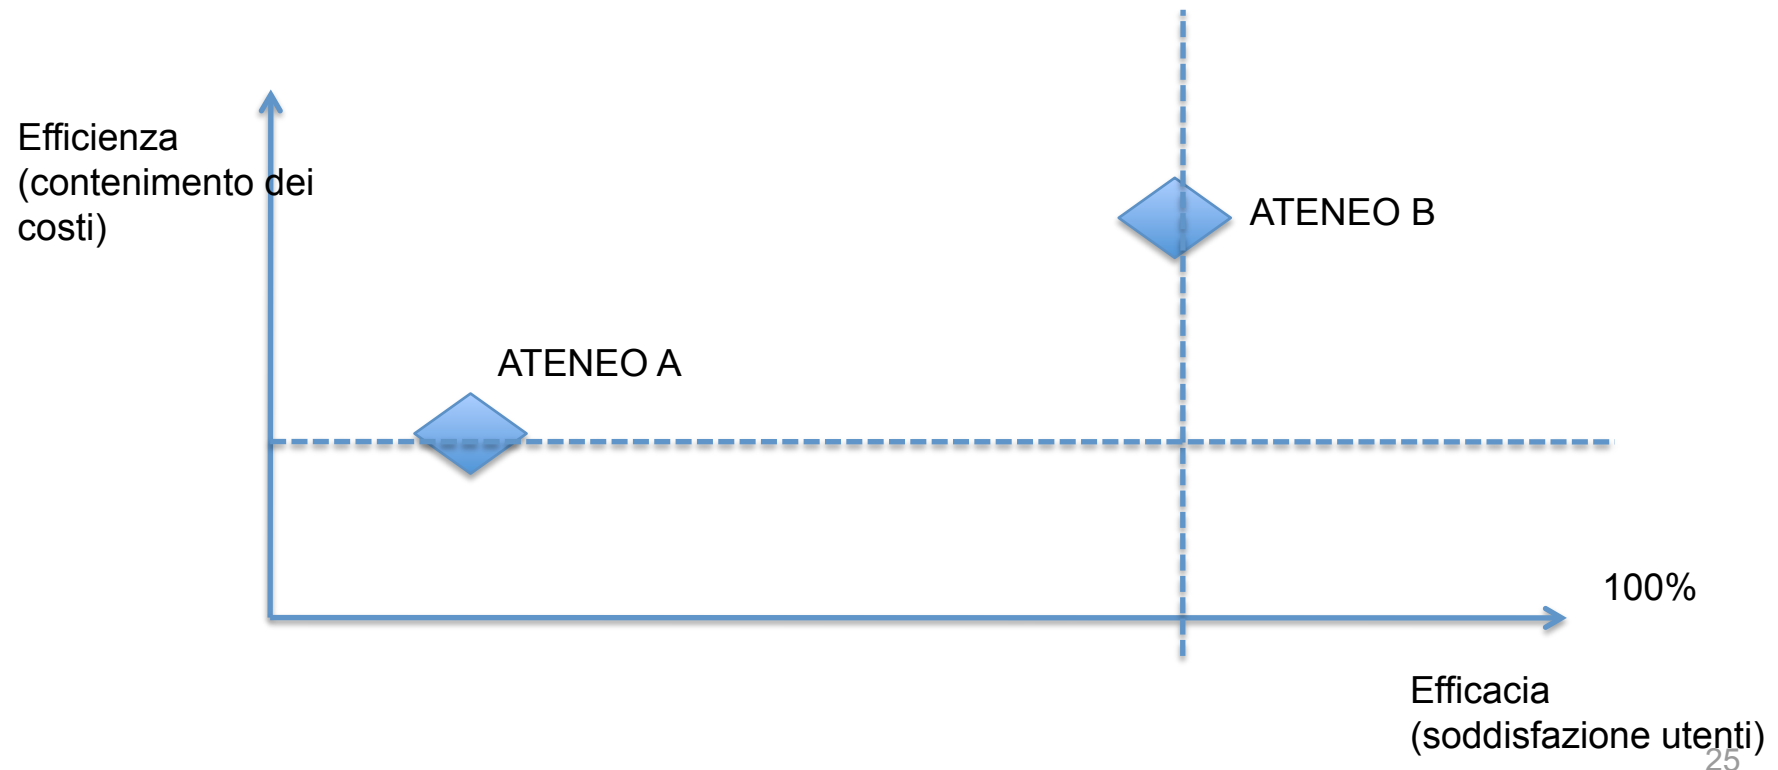 Efficienza
(contenimento dei
costi)
ATENEO B
ATENEO A
100%
Efficacia
(soddisfazione utenti)
25